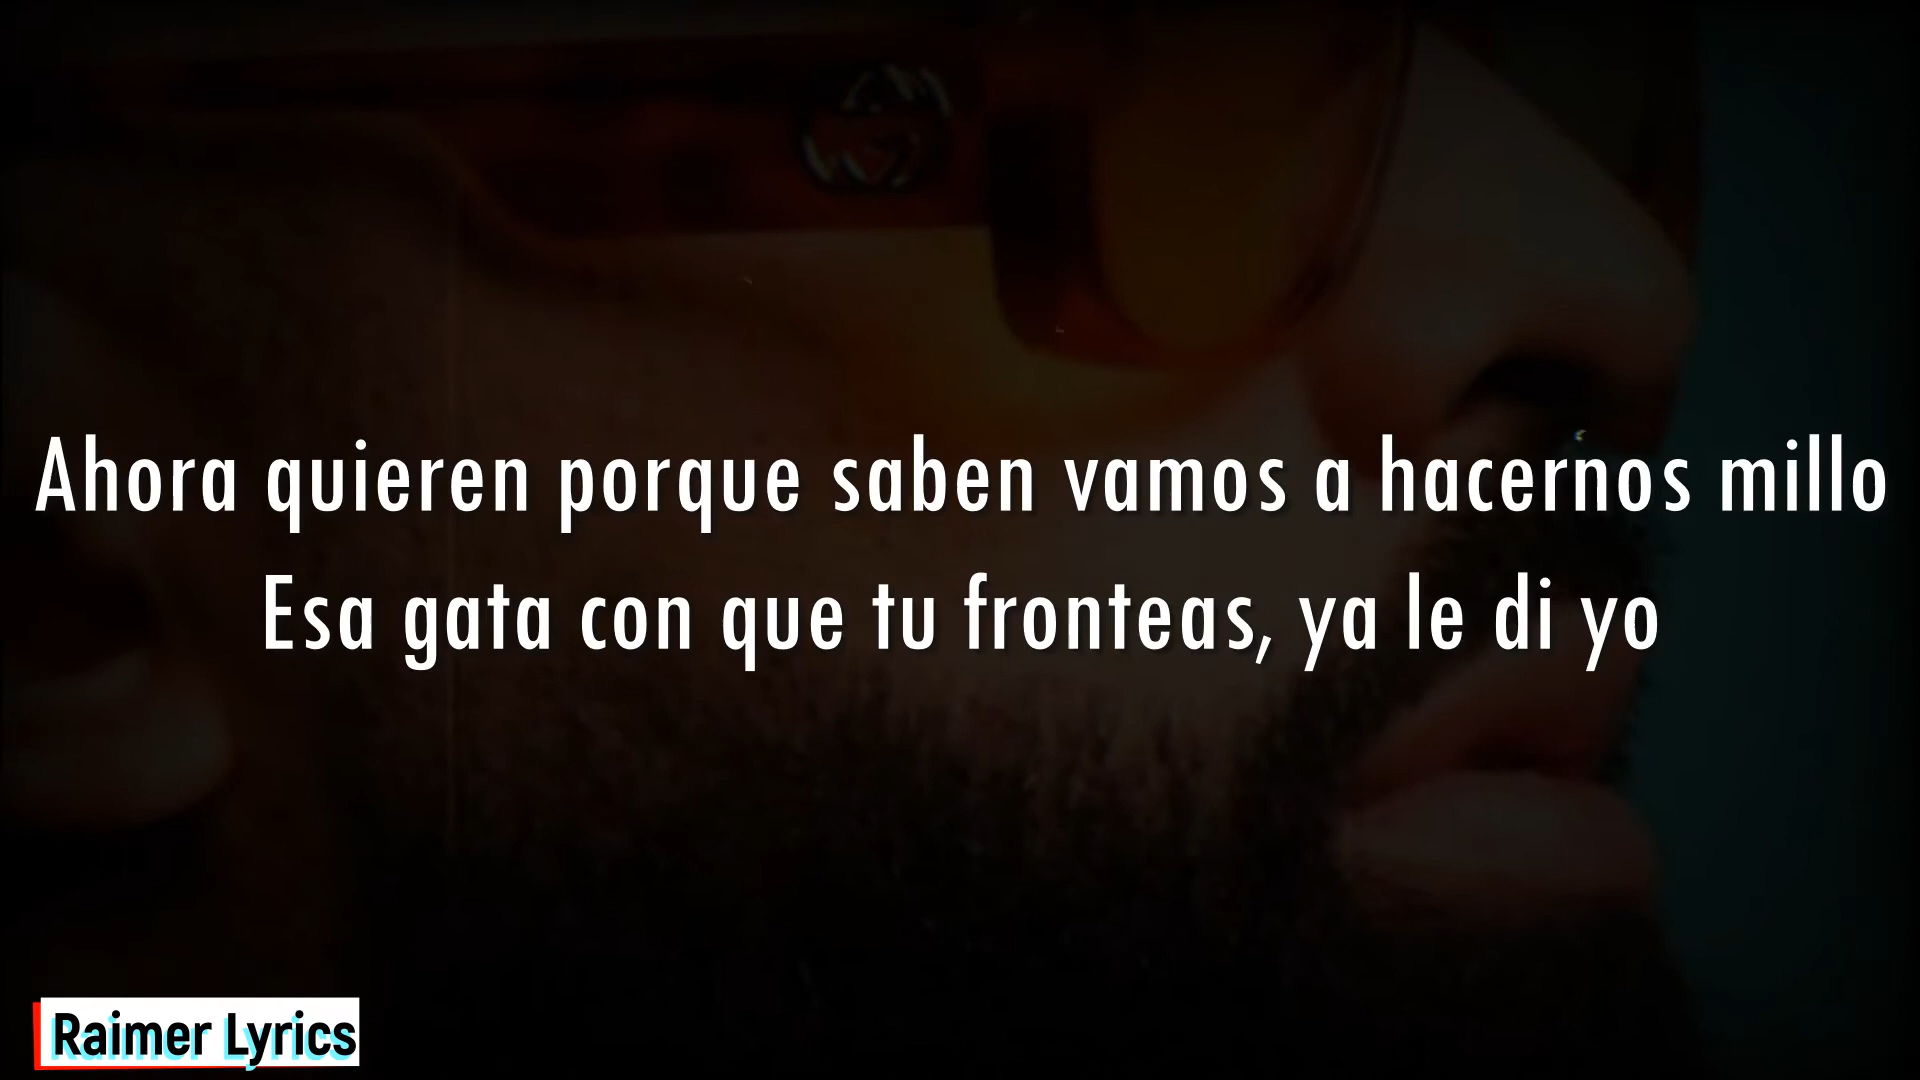 Ahora quieren porque saben vamos a hacernos millo
Esa gata con que tu fronteas, ya le di yo
Raimer Lyrics